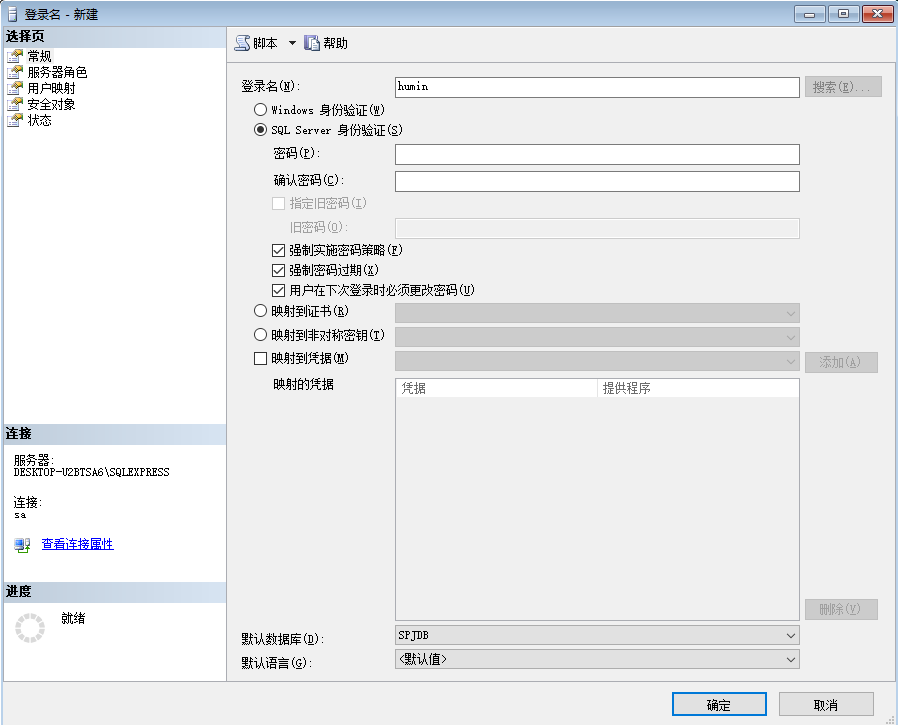 登录名 - 新建
选择页
常规
服务器角色
用户映射
安全对象
状态
连接
服务器:
DESKTOP-U2BTSA6\SQLEXPRESS
连接:
sa
查看连接属性
进度
就绪
脚本 帮助
登录名(N): humin 搜索(E)...
Windows 身份验证(W)
SQL Server 身份验证(S)
密码(P):
确认密码(C):
指定旧密码(I)
旧密码(O):
强制实施密码策略(F)
强制密码过期(X)
用户在下次登录时必须更改密码(U)
映射到证书(R)
映射到非对称密钥(T)
映射到凭据(M) 添加(A)
映射的凭据 凭据 提供程序
删除(V)
默认数据库(D): SPJDB
默认语言(G): <默认值>
确定 取消